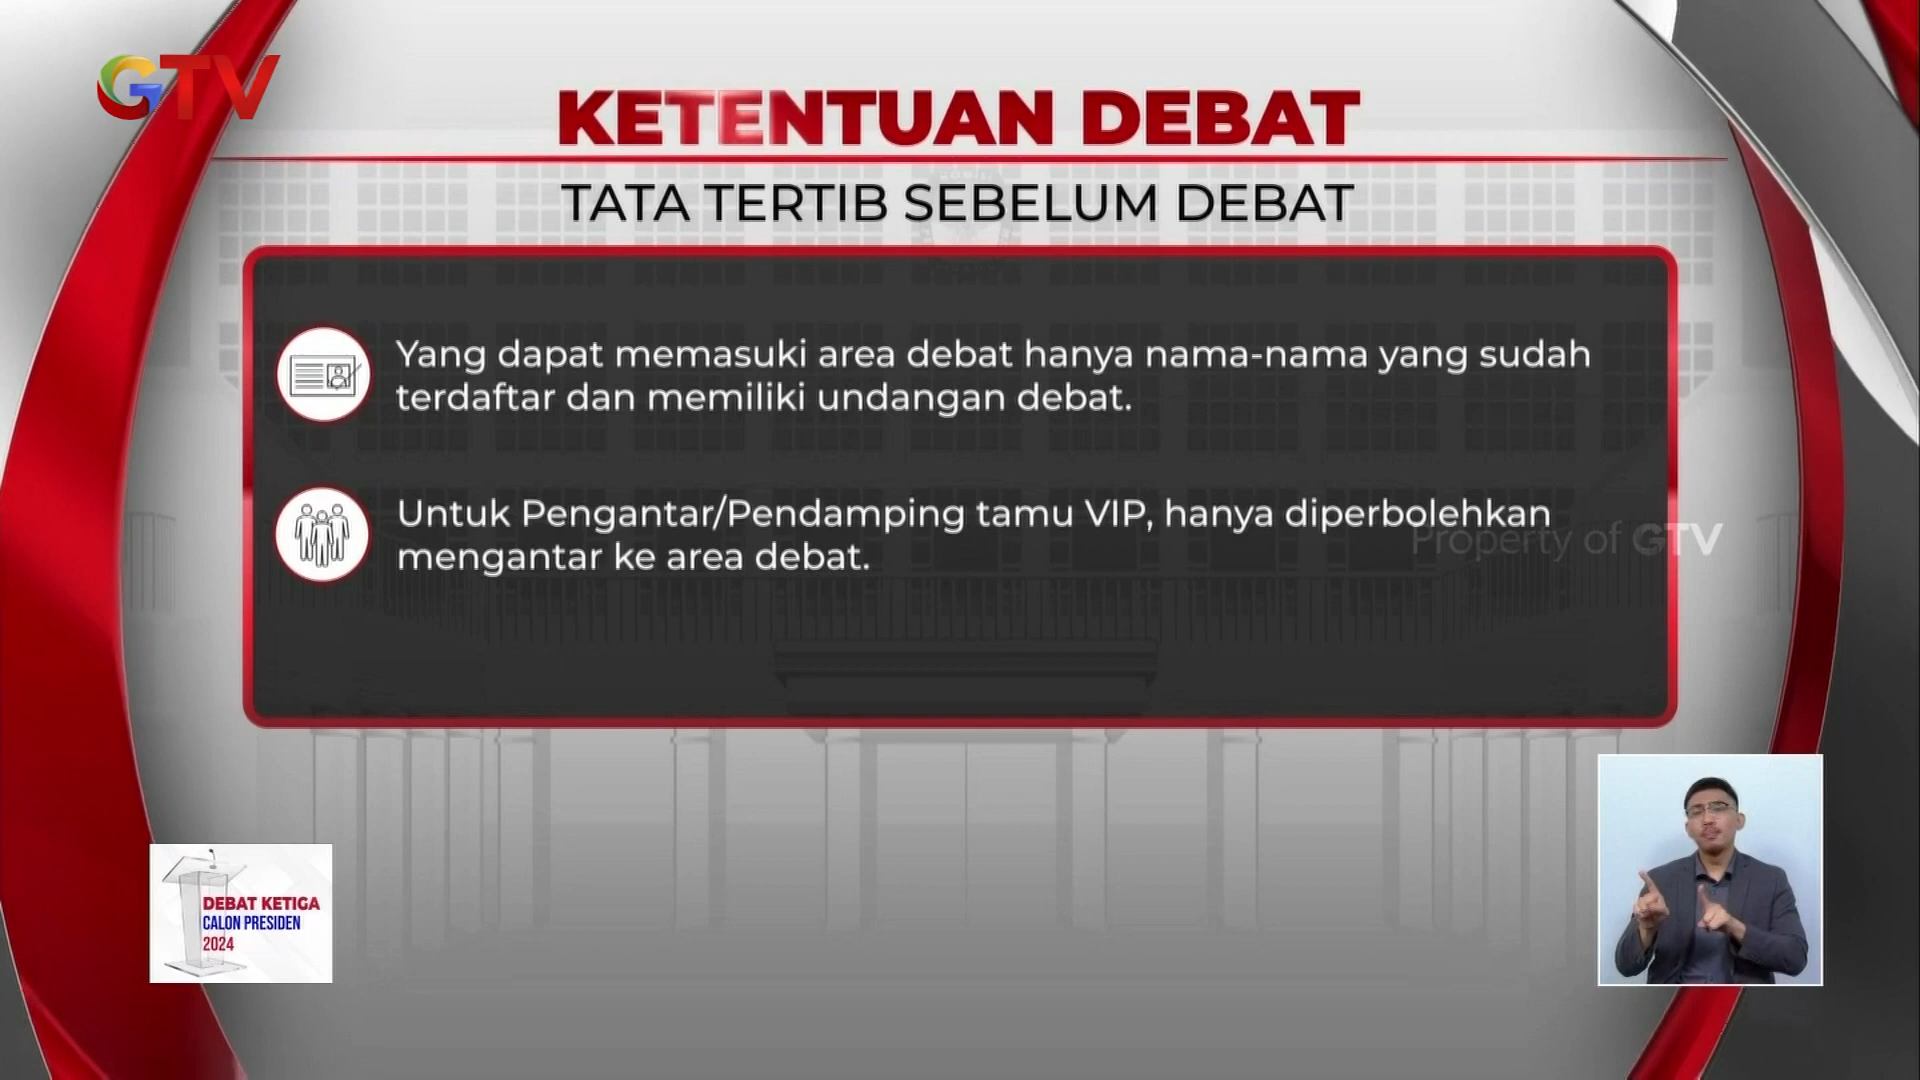 GTV
KETENTUAN DEBAT
TATA TERTIB SEBELUM DEBAT
Yang dapat memasuki area debat hanya nama-nama yang sudah
terdaftar dan memiliki undangan debat.
Untuk Pengantar/Pendamping tamu VIP, hanya diperbolehkan
mengantar ke area debat.
Property of GTV
DEBAT KETIGA
CALON PRESIDEN
2024